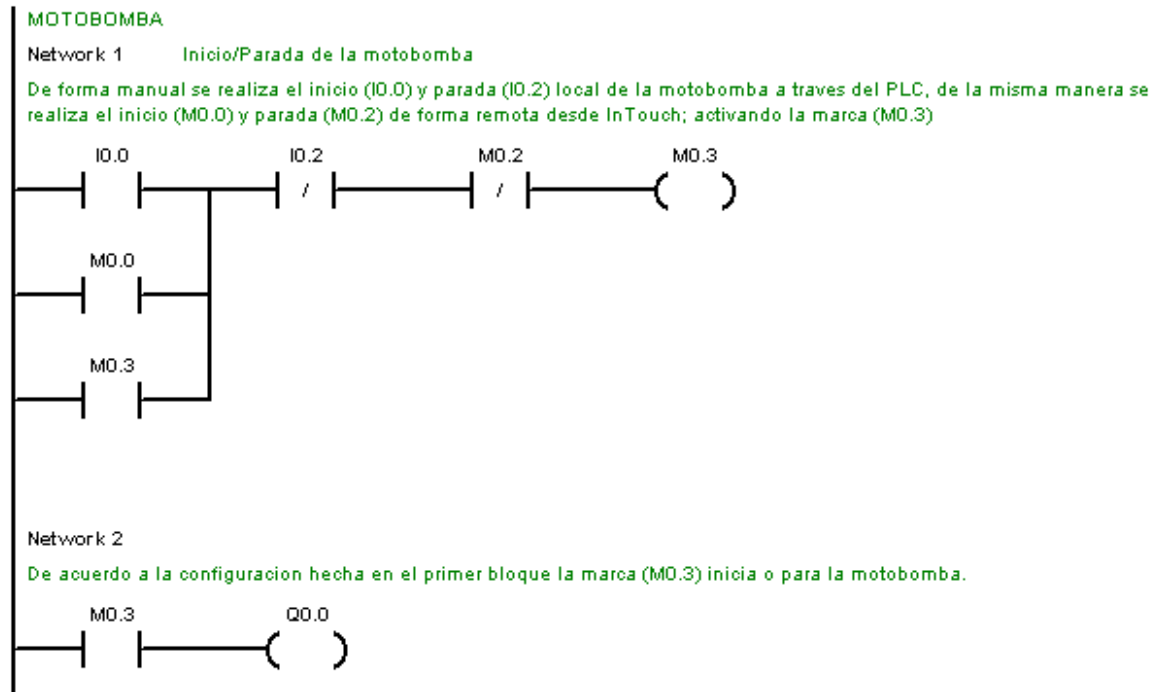 MOTOBOMBA
Network 1 Inicio/Parada de la motobomba
De forma manual se realiza el inicio (I0.0) y parada (I0.2) local de la motobomba a traves del PLC, de la misma manera se
realiza el inicio (M0.0) y parada (M0.2) de forma remota desde InTouch; activando la marca (M0.3)
I0.0 I0.2 M0.2 M0.3
/ /
M0.0
M0.3
Network 2
De acuerdo a la configuracion hecha en el primer bloque la marca (M0.3) inicia o para la motobomba.
M0.3 Q0.0